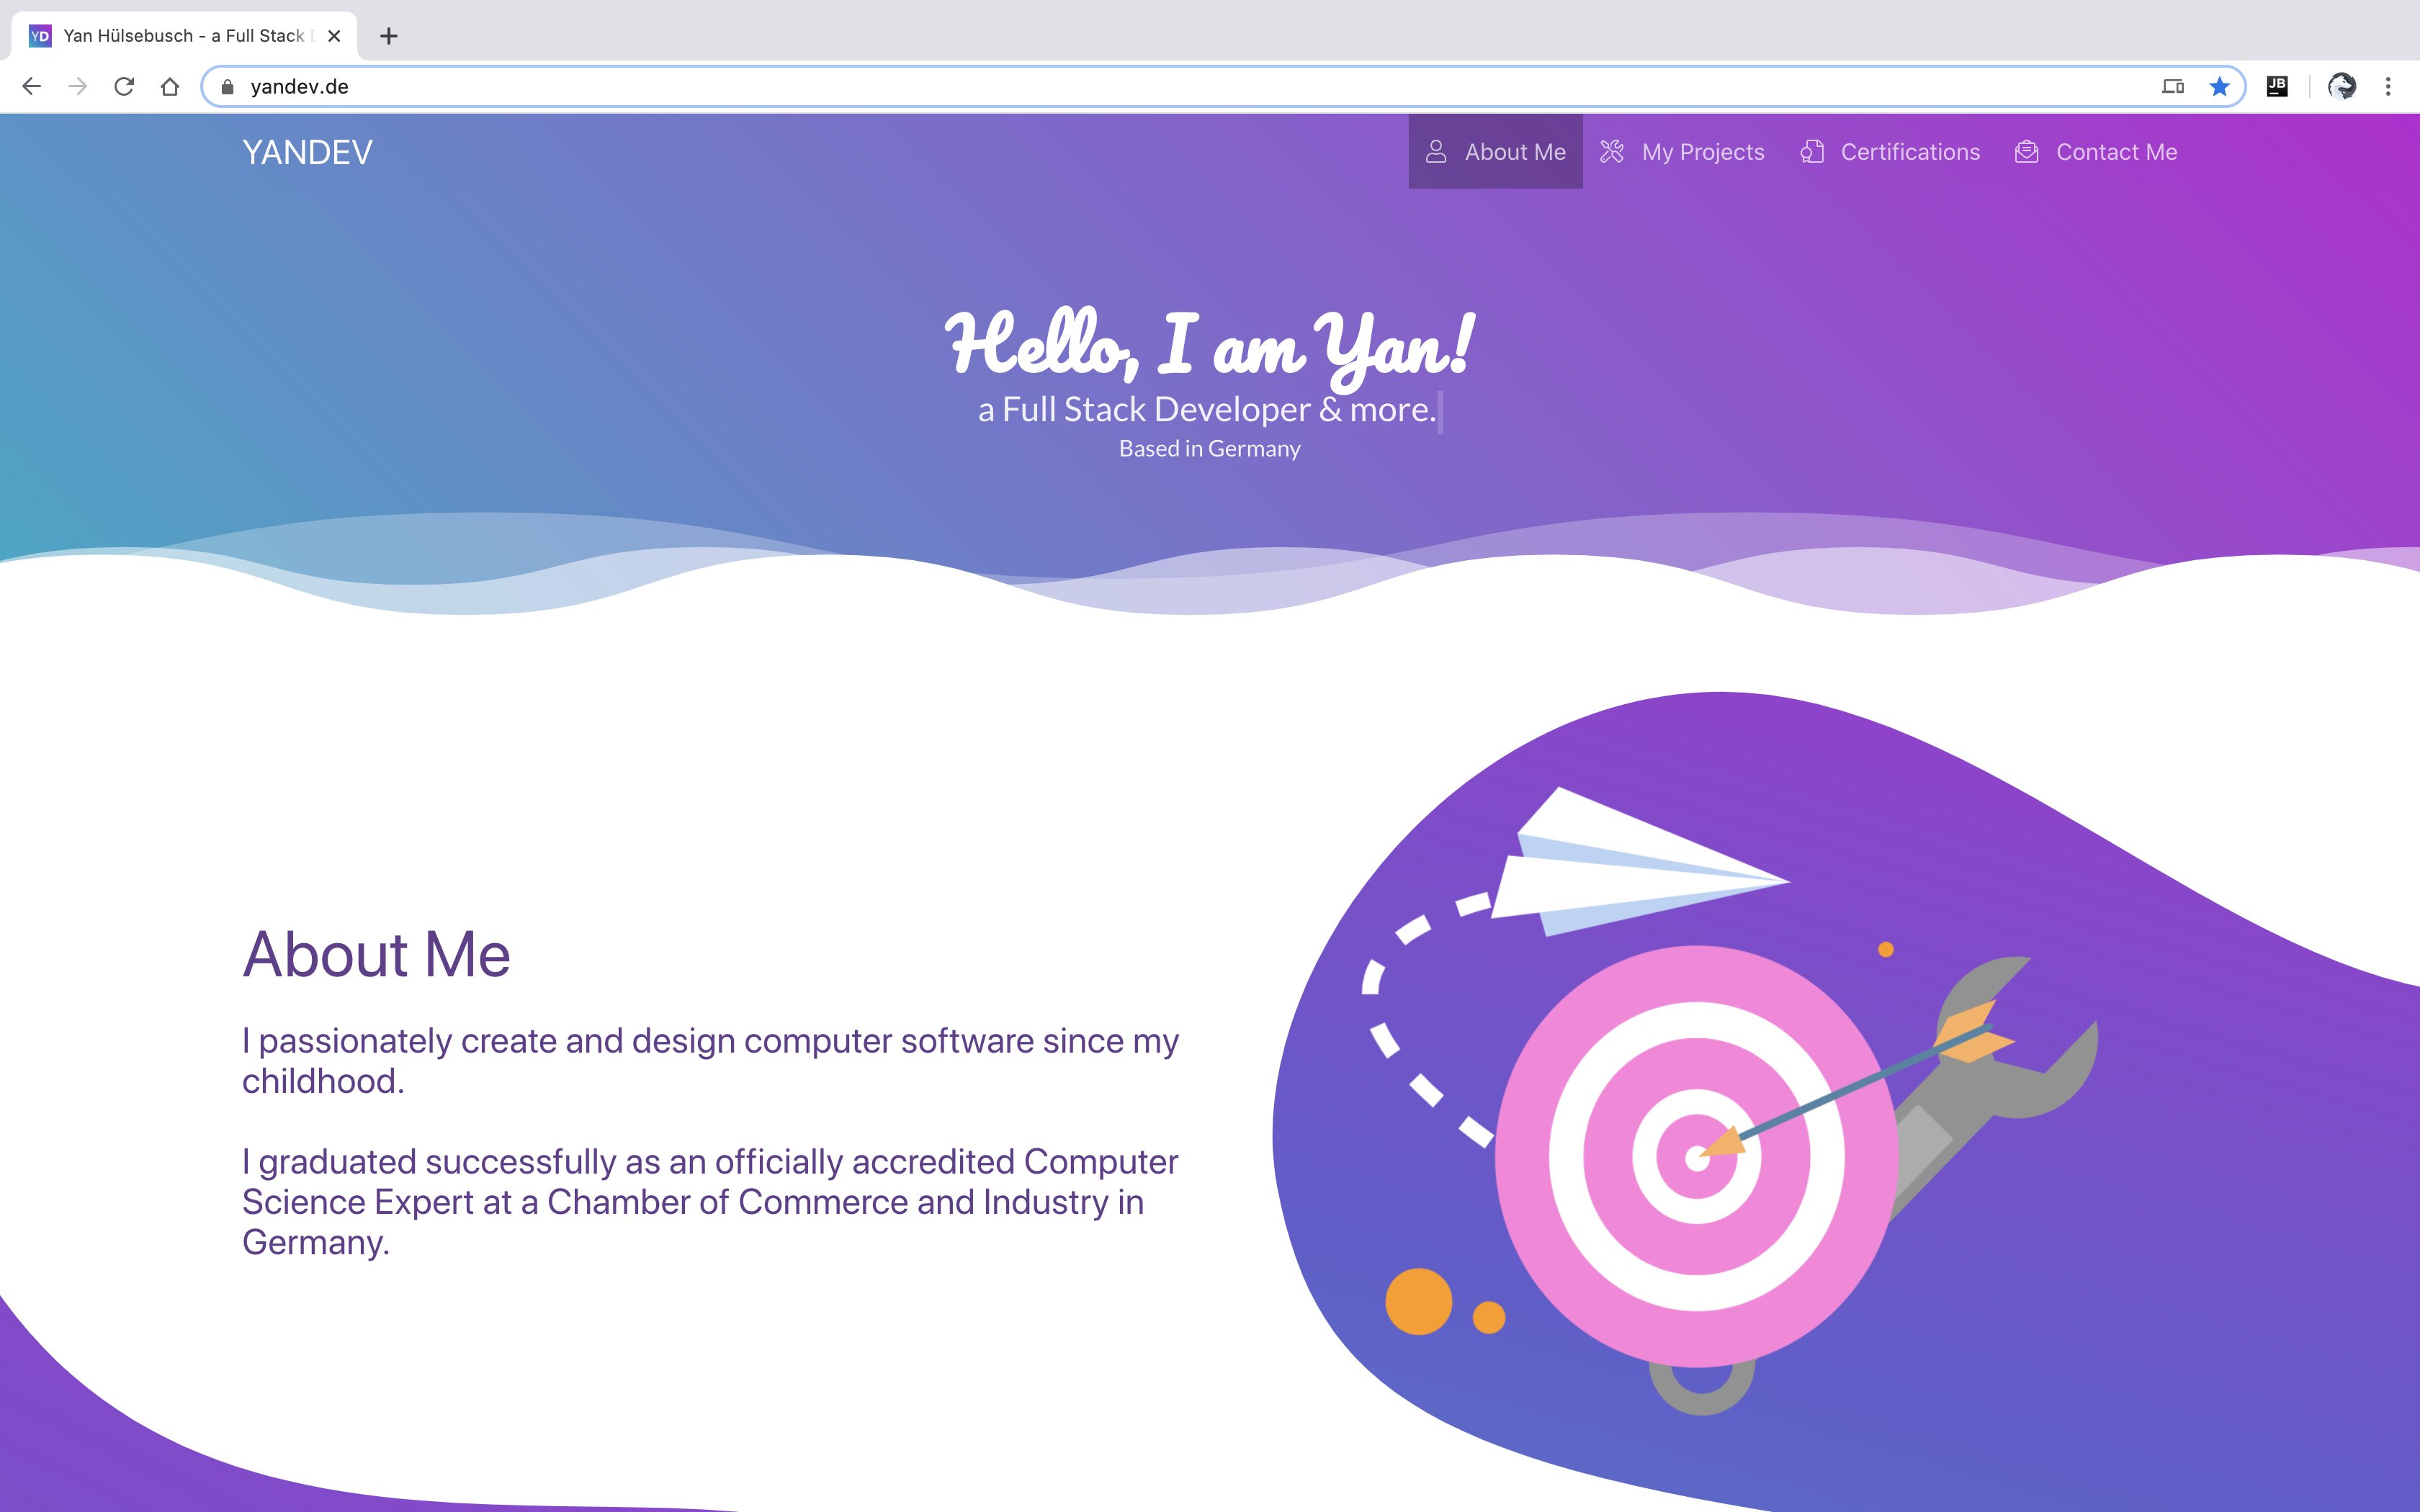 YD Yan Hülsebusch - a Full Stack
yandev.de
JB
YANDEV
About Me
My Projects
Certifications
Contact Me
Hello, I am Yan!
a Full Stack Developer & more.
Based in Germany
About Me
I passionately create and design computer software since my
childhood.
I graduated successfully as an officially accredited Computer
Science Expert at a Chamber of Commerce and Industry in
Germany.